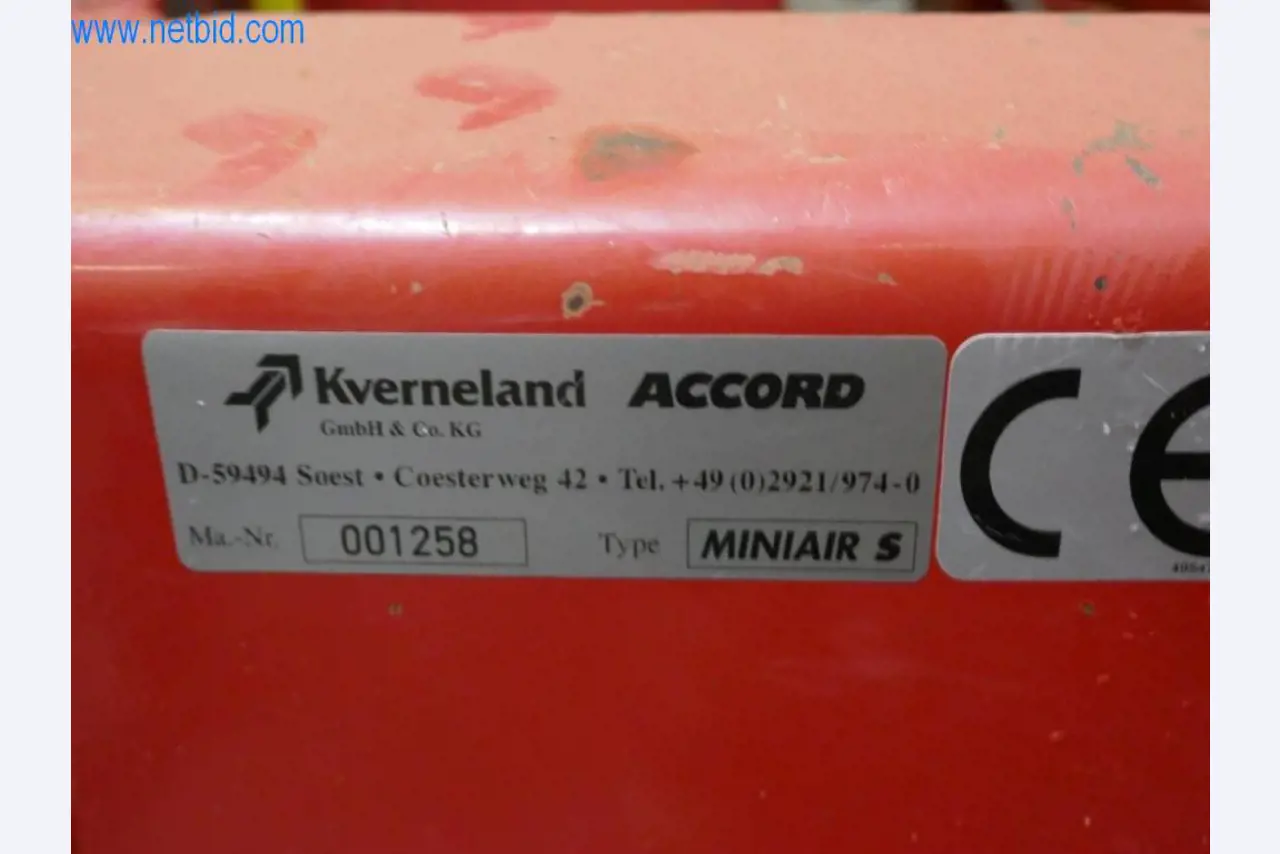 www.netbid.com
Kverneland ACCORD
GmbH & Co. KG
D-59494 Soest • Coesterweg 42 • Tel. +49 (0)2921/974-0
Ma.-Nr. 001258 Type MINIAIR S
CE